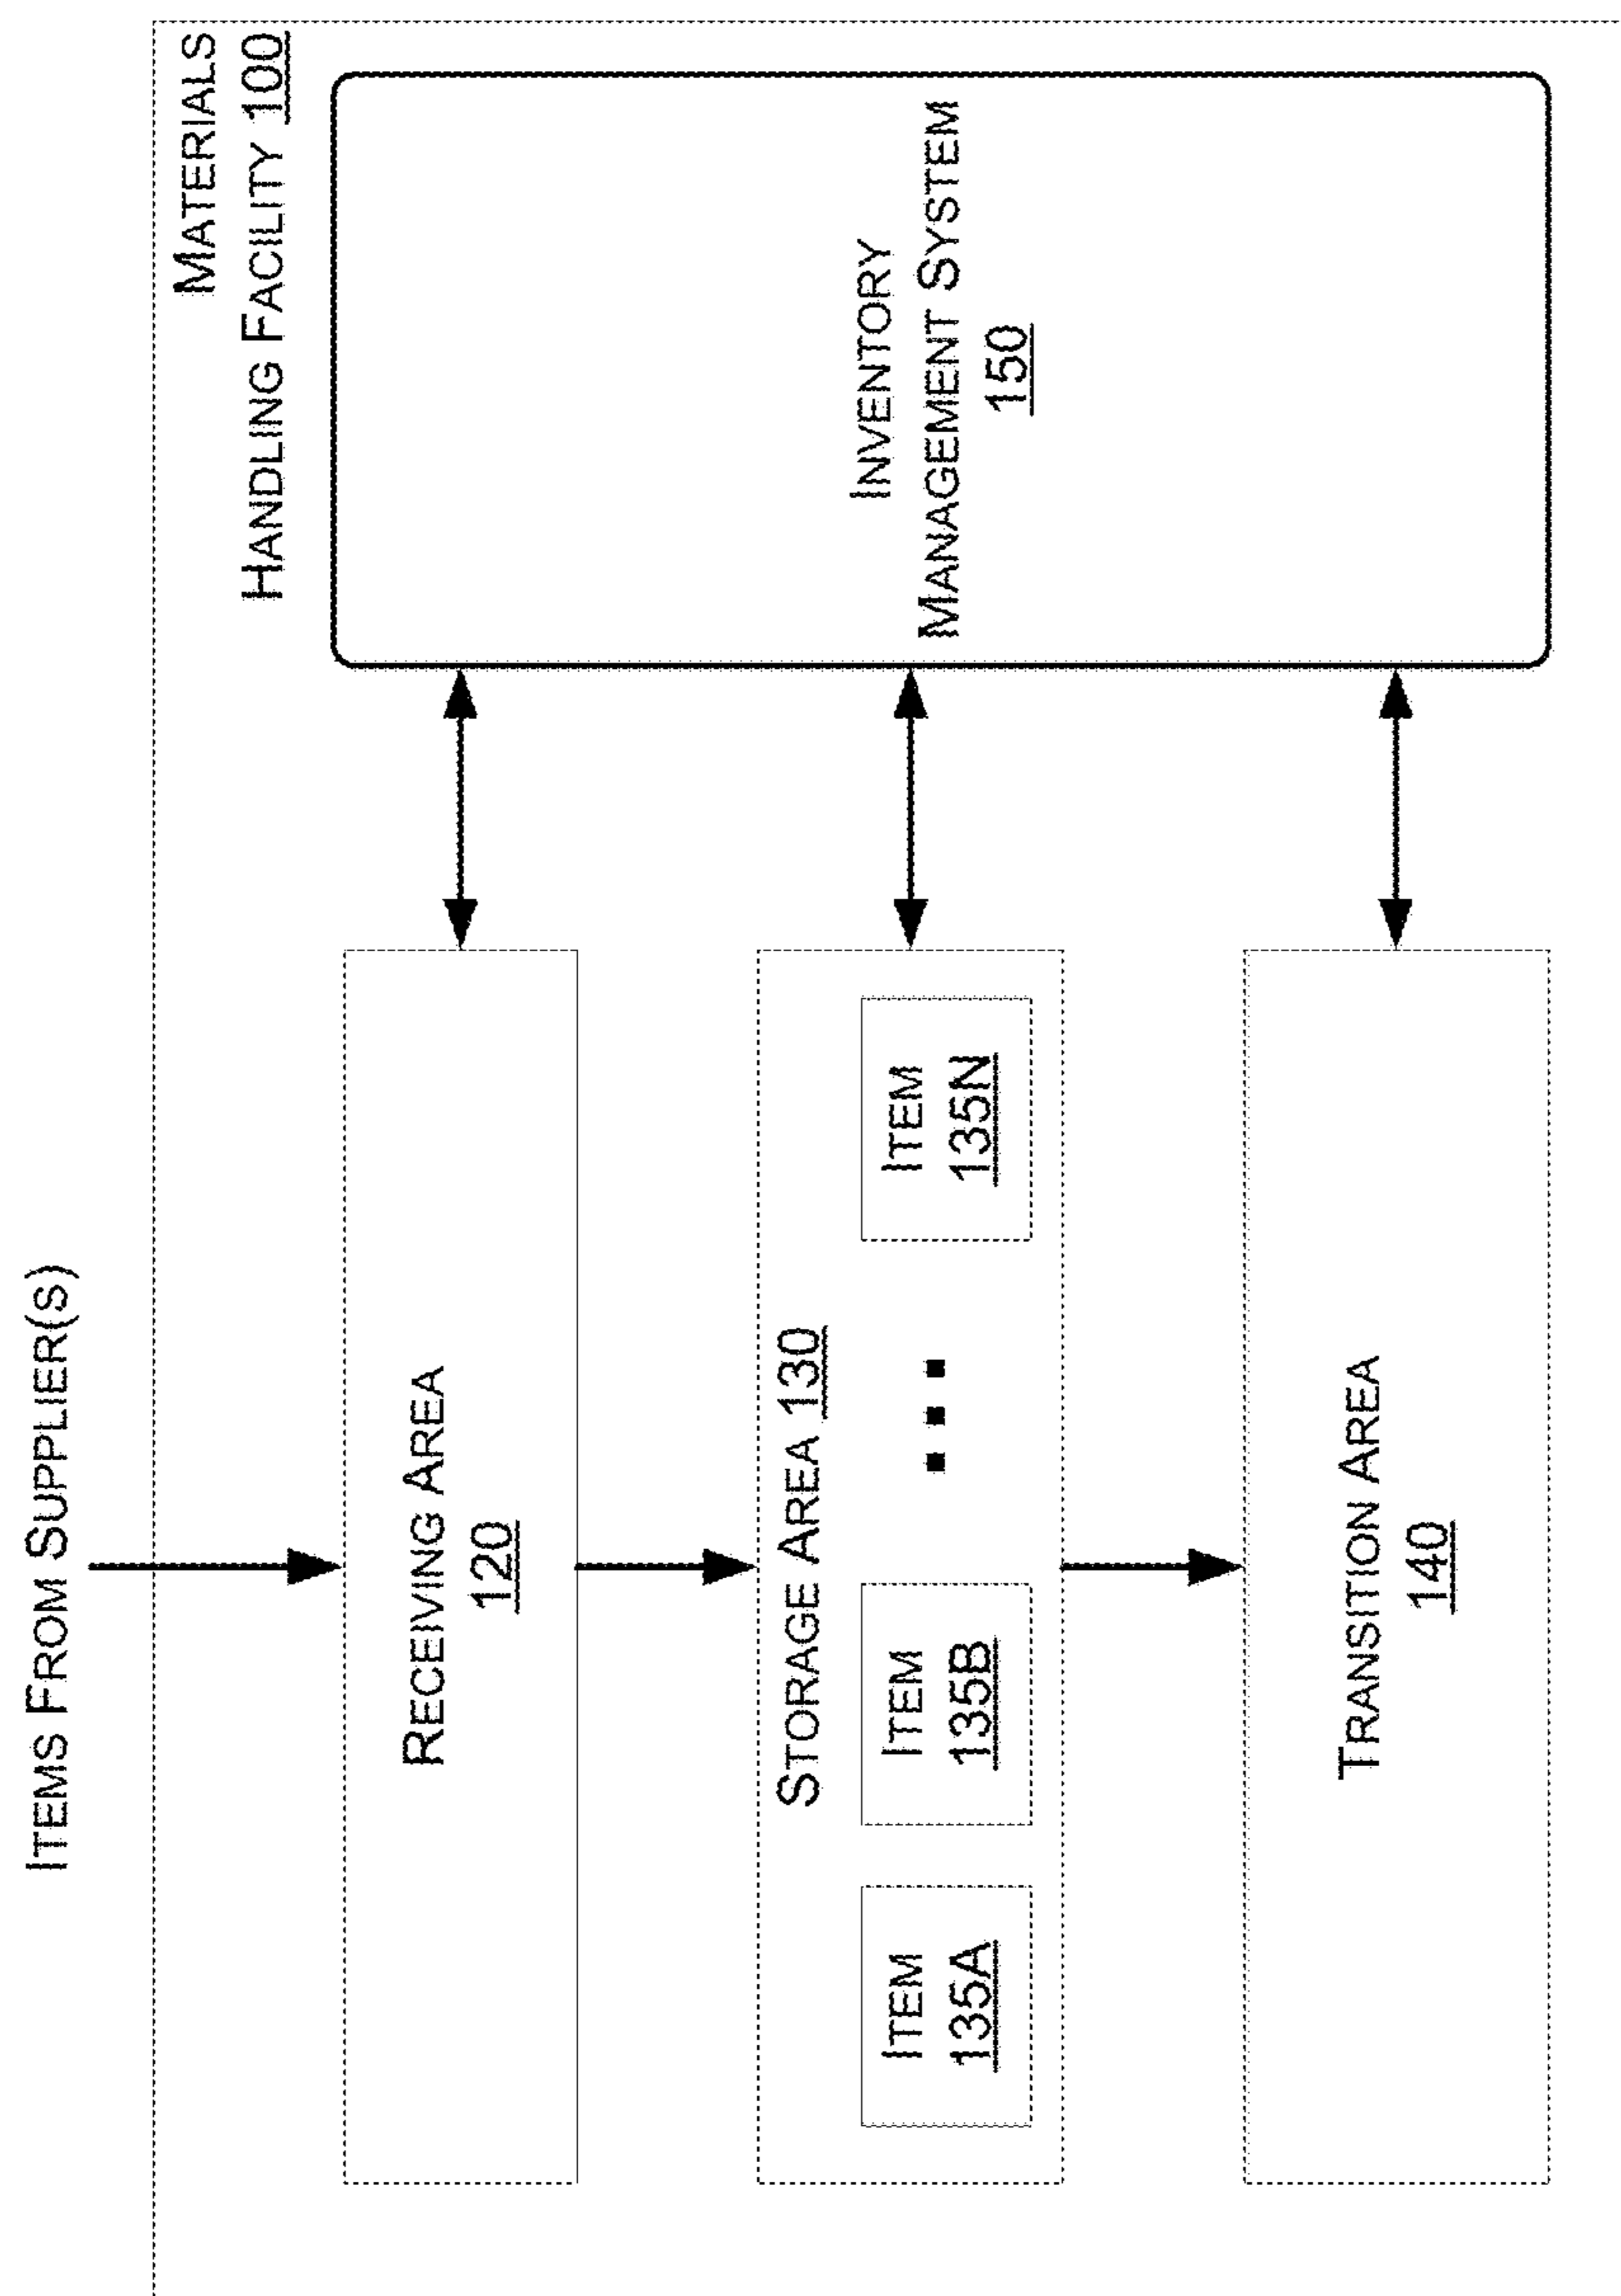 ITEMS FROM SUPPLIER(S)
MATERIALS
HANDLING FACILITY 100
RECEIVING AREA
120
STORAGE AREA 130
ITEM
135A
ITEM
135B
ITEM
135N
TRANSITION AREA
140
INVENTORY
MANAGEMENT SYSTEM
150